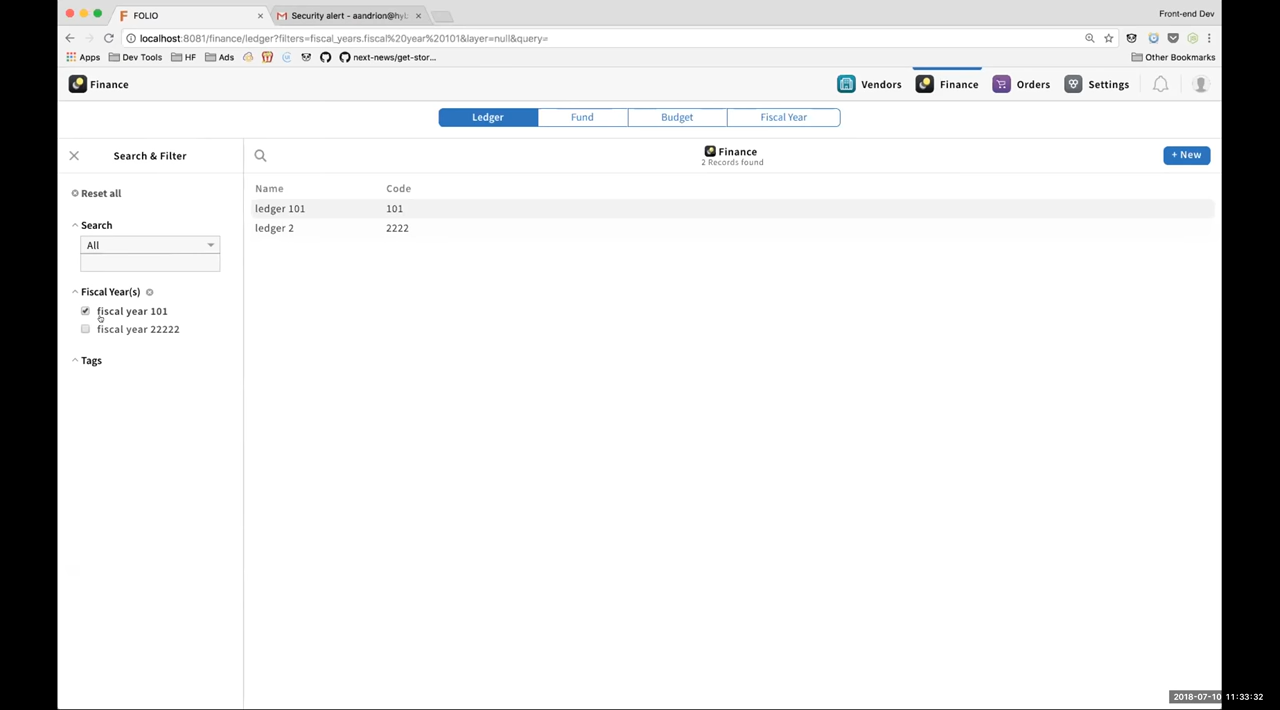 FOLIO
Security alert - aandrion@hyl
Front-end Dev
localhost:8081/finance/ledger?filters=fiscal_years.fiscal%20year%20101&layer=null&query=
Apps Dev Tools HF Ads next-news/get-stor... Other Bookmarks
Finance Vendors Finance Orders Settings
Ledger Fund Budget Fiscal Year
Search & Filter
Finance
2 Records found
+ New
Reset all
Name Code
ledger 101 101
ledger 2 2222
Search
All
Fiscal Year(s)
fiscal year 101
fiscal year 22222
Tags
2018-07-10 11:33:32